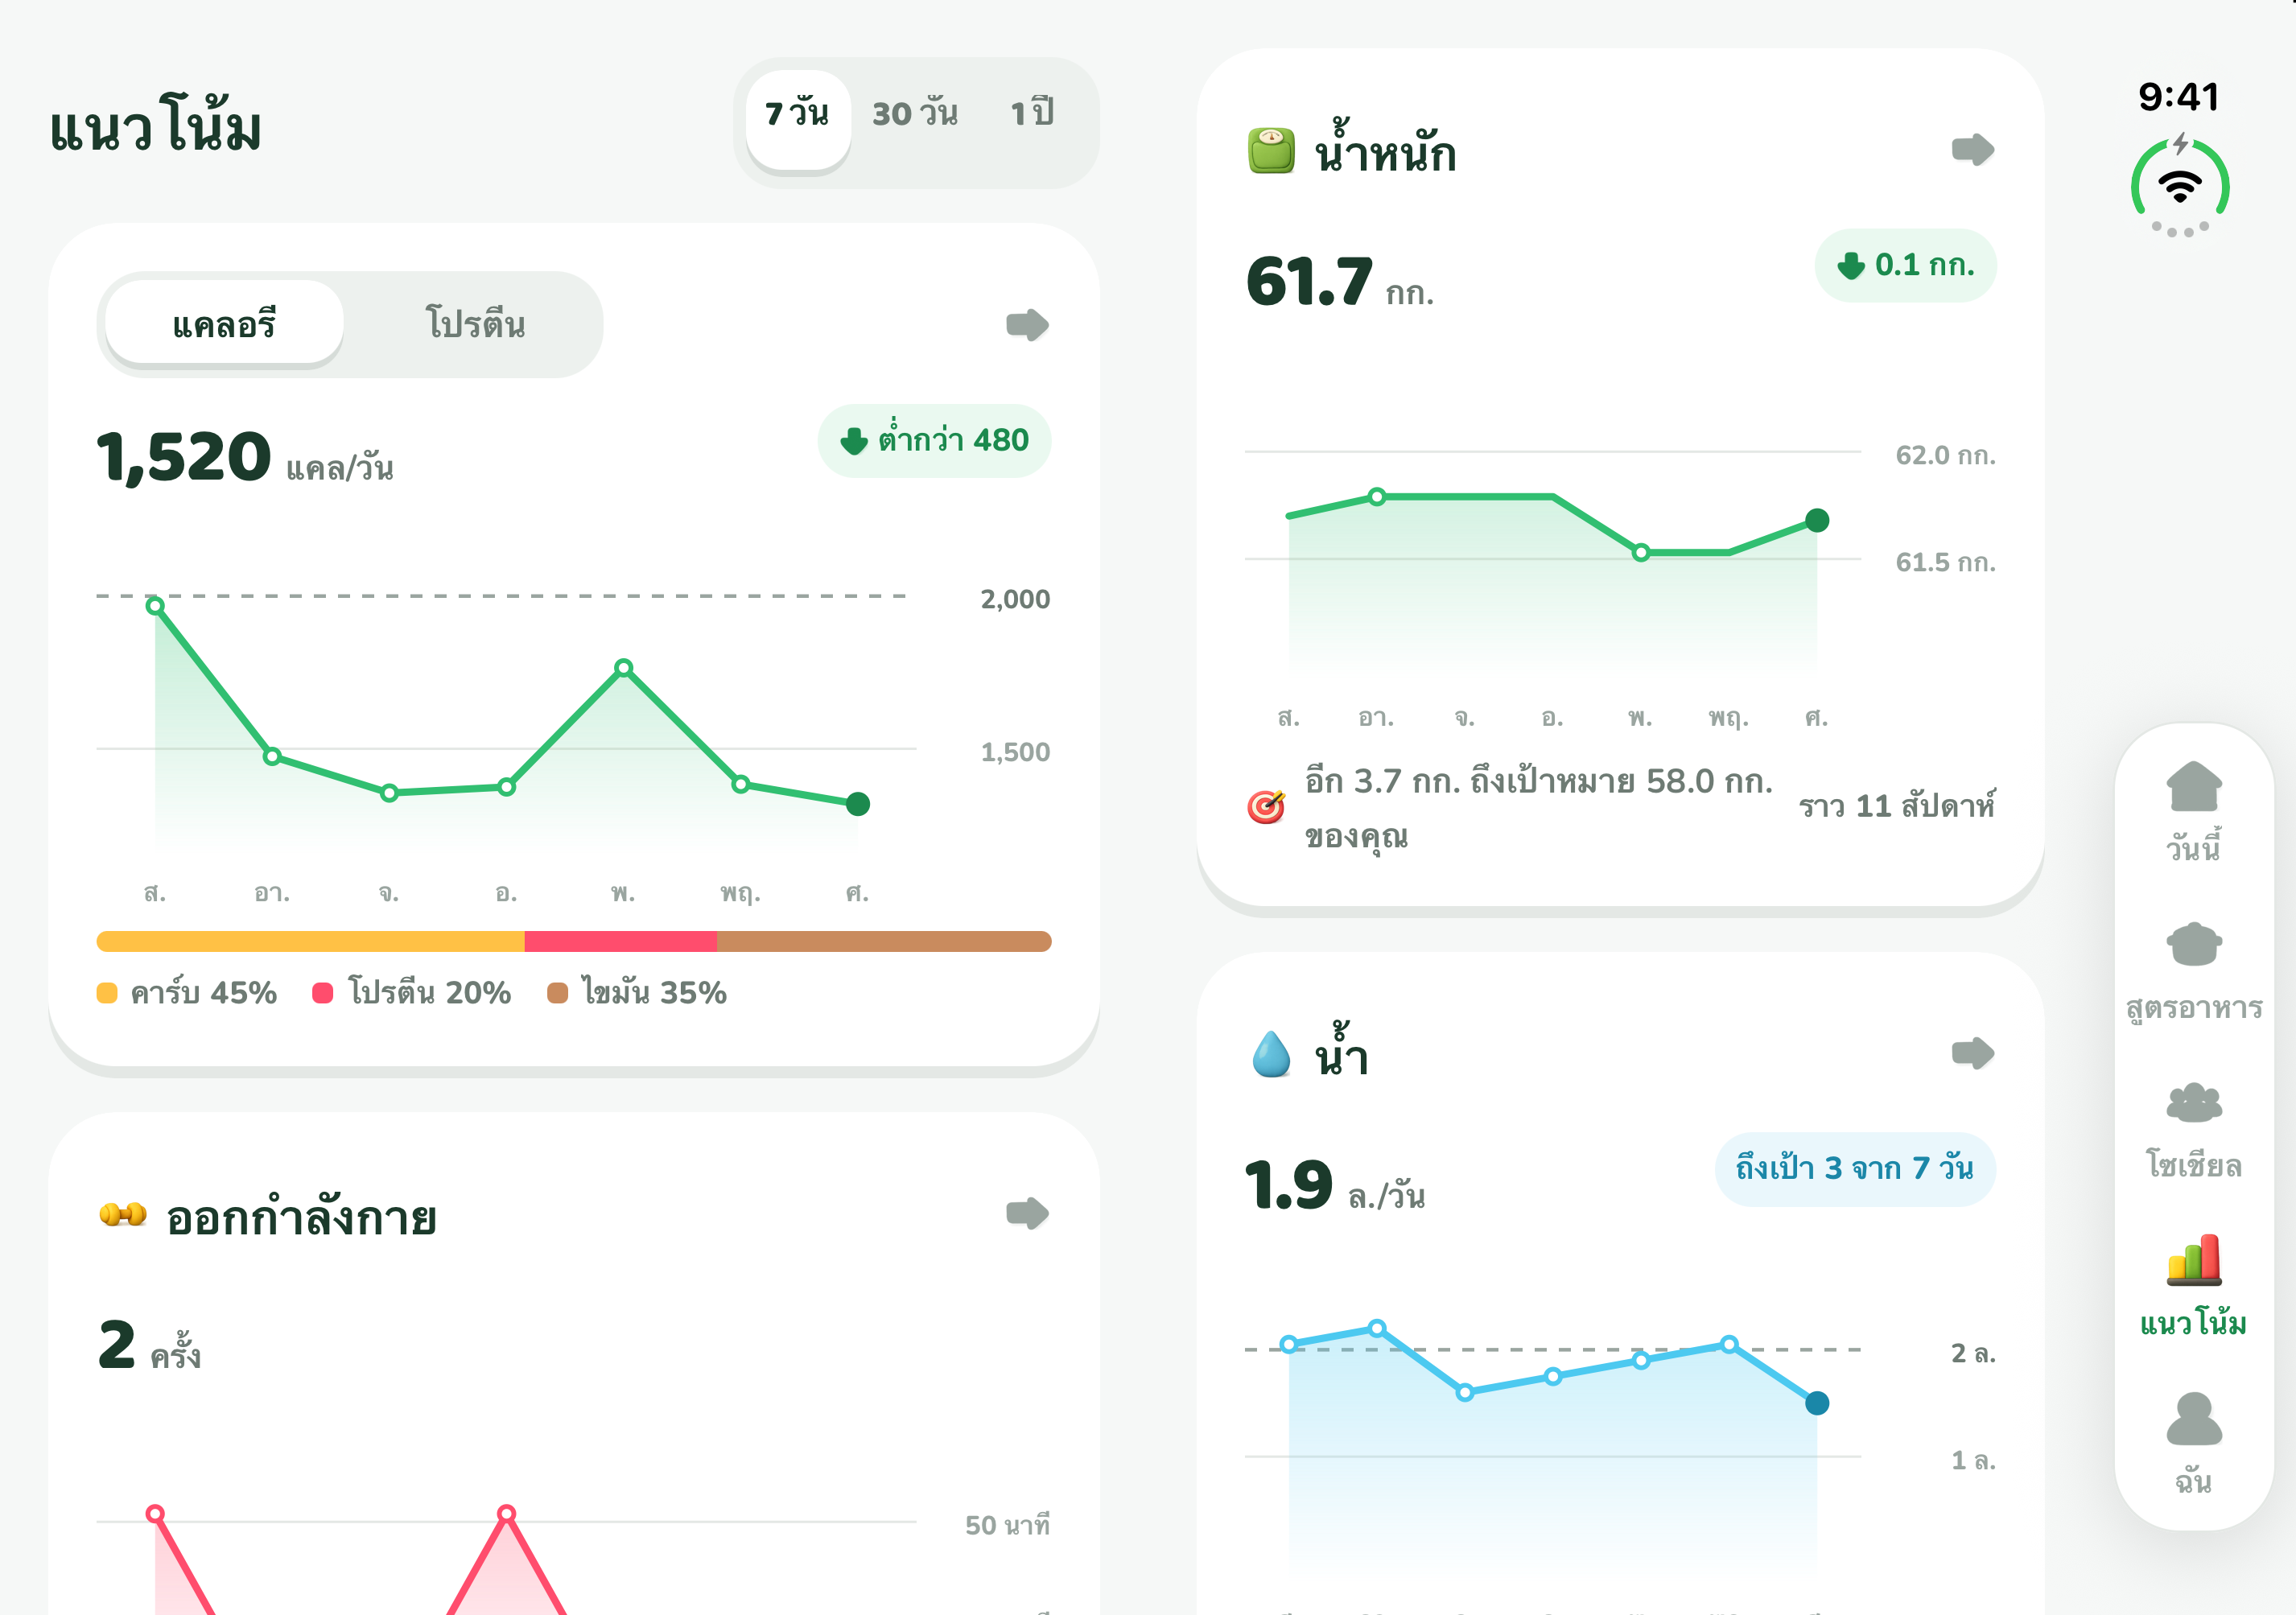 แนวโน้ม
7 วัน 30 วัน 1 ปี
แคลอรี โปรตีน
1,520 แคล/วัน
ต่ำกว่า 480
2,000
1,500
ส. อา. จ. อ. พ. พฤ. ศ.
คาร์บ 45% โปรตีน 20% ไขมัน 35%
ออกกำลังกาย
2 ครั้ง
50 นาที
น้ำหนัก
61.7 กก.
0.1 กก.
62.0 กก.
61.5 กก.
ส. อา. จ. อ. พ. พฤ. ศ.
อีก 3.7 กก. ถึงเป้าหมาย 58.0 กก.
ของคุณ
ราว 11 สัปดาห์
น้ำ
1.9 ล./วัน
ถึงเป้า 3 จาก 7 วัน
2 ล.
1 ล.
9:41
วันนี้
สูตรอาหาร
โซเชียล
แนวโน้ม
ฉัน